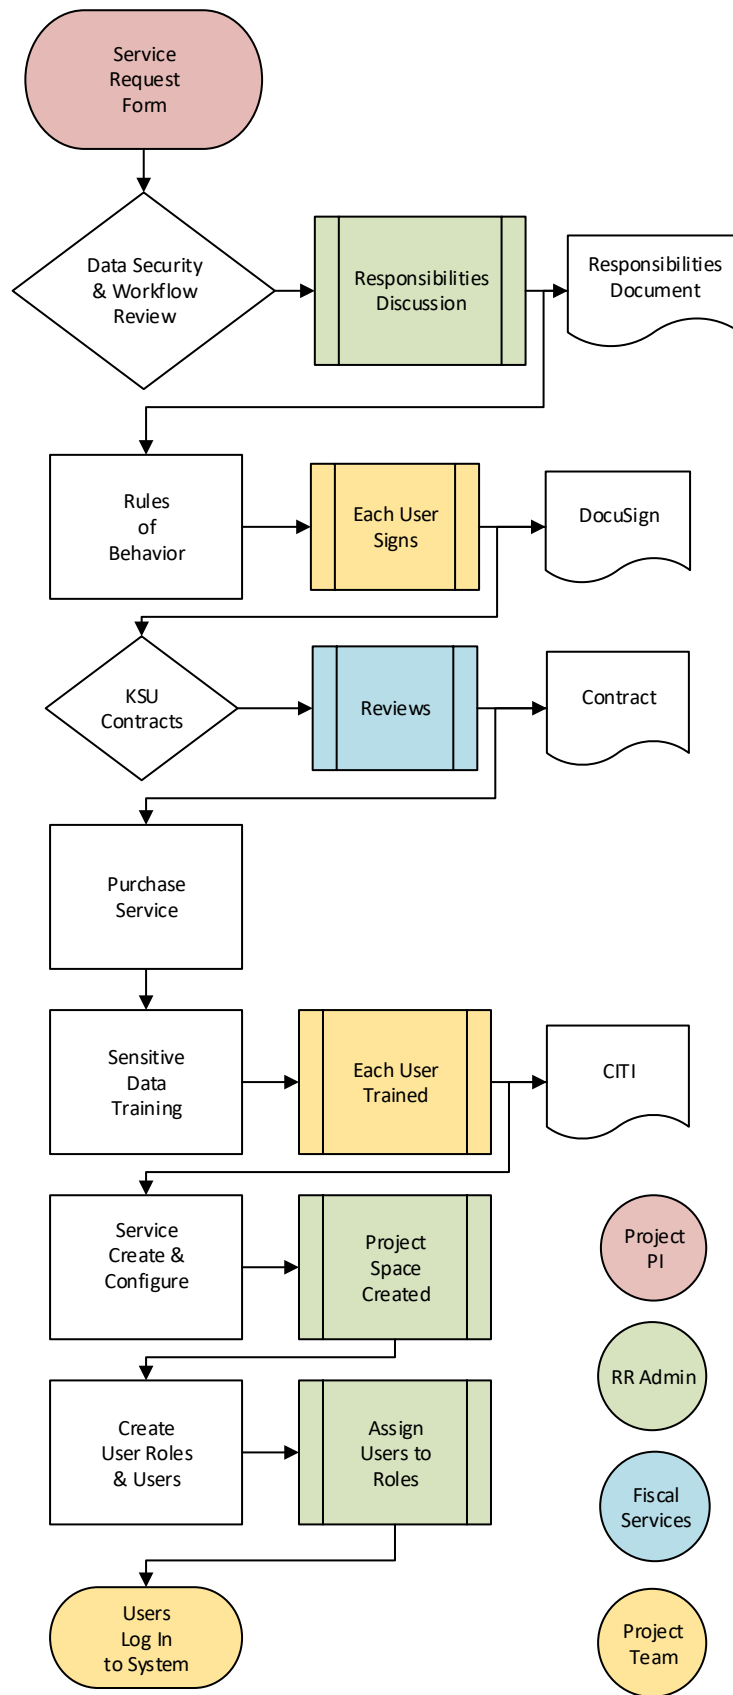 Service
Request
Form
Data Security
& Workflow
Review
Responsibilities
Discussion
Responsibilities
Document
Rules
of
Behavior
Each User
Signs
DocuSign
KSU
Contracts
Reviews
Contract
Purchase
Service
Sensitive
Data
Training
Each User
Trained
CITI
Service
Create &
Configure
Project
Space
Created
Project
PI
RR Admin
Create
User Roles
& Users
Assign
Users to
Roles
Fiscal
Services
Users
Log In
to System
Project
Team